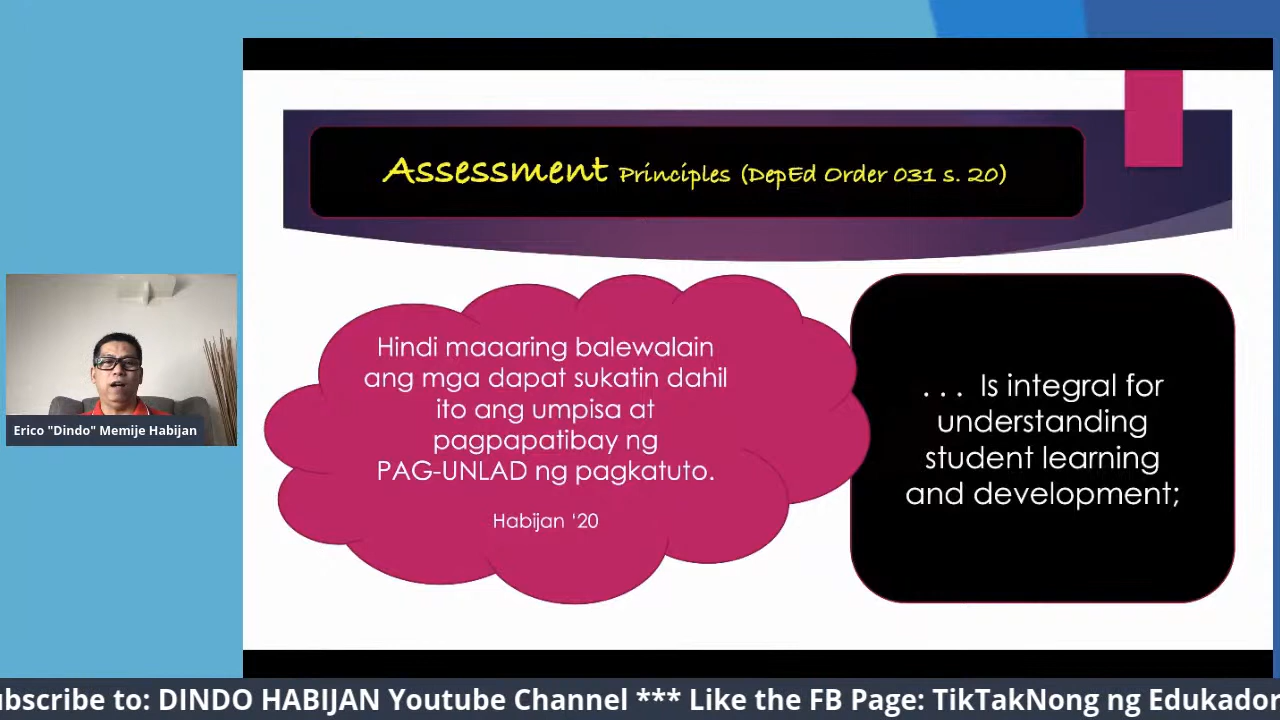 Assessment Principles (DepEd Order 031 s. 20)
Hindi maaaring balewalain
ang mga dapat sukatin dahil
ito ang umpisa at
pagpapatibay ng
PAG-UNLAD ng pagkatuto.
Habijan '20
. . . Is integral for
understanding
student learning
and development;
Erico "Dindo" Memije Habijan
ubscribe to: DINDO HABIJAN Youtube Channel *** Like the FB Page: TikTakNong ng Edukador